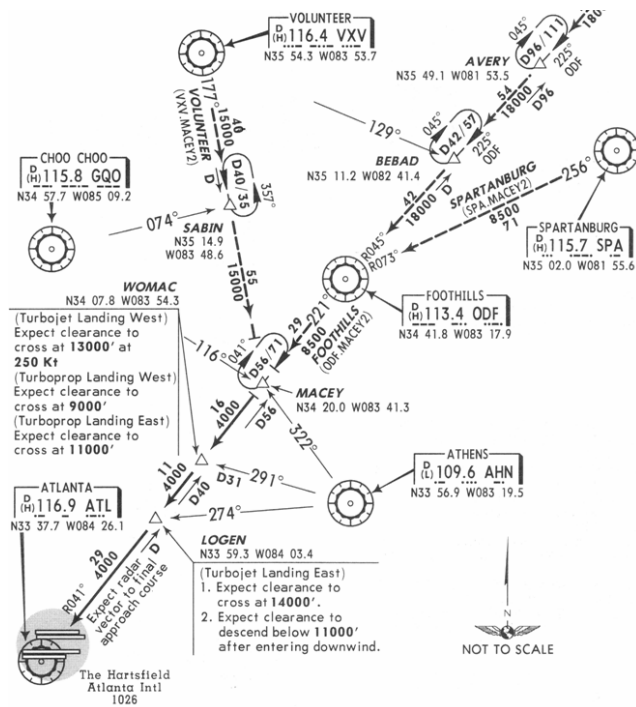 VOLUNTEER
D
(H) 116.4 VXV
N35 54.3 W083 53.7
045°
D96/111
180
AVERY
N35 49.1 W081 53.5
225°
ODF
54
18000
D96
177°
VOLUNTEER
(VXV.MACEY2)
46
15000
D
D40/35
357°
129°
045°
D42/57
225°
ODF
BEBAD
N35 11.2 W082 41.4
42
18000
D
SPARTANBURG
(SPA.MACEY2)
8500
71
256°
CHOO CHOO
D
(H) 115.8 GQO
N34 57.7 W085 09.2
074°
SABIN
N35 14.9
W083 48.6
SPARTANBURG
D
(H) 115.7 SPA
N35 02.0 W081 55.6
R045°
R073°
55
15000
WOMAC
N34 07.8 W083 54.3
(Turbojet Landing West)
Expect clearance to
cross at 13000' at
250 Kt
(Turboprop Landing West)
Expect clearance to
cross at 9000'
(Turboprop Landing East)
Expect clearance to
cross at 11000'
FOOTHILLS
D
(H) 113.4 ODF
N34 41.8 W083 17.9
221°
29
8500
FOOTHILLS
(ODF.MACEY2)
116°
041°
D56/71
MACEY
N34 20.0 W083 41.3
16
4000
D56
322°
ATHENS
D
(L) 109.6 AHN
N33 56.9 W083 19.5
291°
D31
11
4000
D40
274°
ATLANTA
D
(H) 116.9 ATL
N33 37.7 W084 26.1
LOGEN
N33 59.3 W084 03.4
(Turbojet Landing East)
1. Expect clearance to
cross at 14000'.
2. Expect clearance to
descend below 11000'
after entering downwind.
29
4000
R041°
Expect radar
vector to final
approach course
D
N
NOT TO SCALE
The Hartsfield
Atlanta Intl
1026